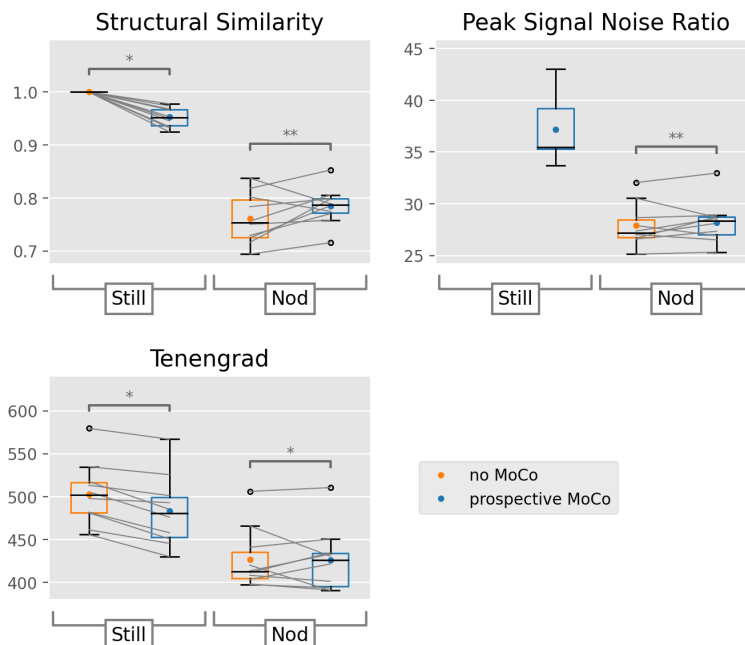 Structural Similarity
1.0
0.9
0.8
0.7
*
**
Still
Nod
Peak Signal Noise Ratio
45
40
35
30
25
**
Still
Nod
Tenengrad
600
550
500
450
400
*
*
Still
Nod
no MoCo
prospective MoCo